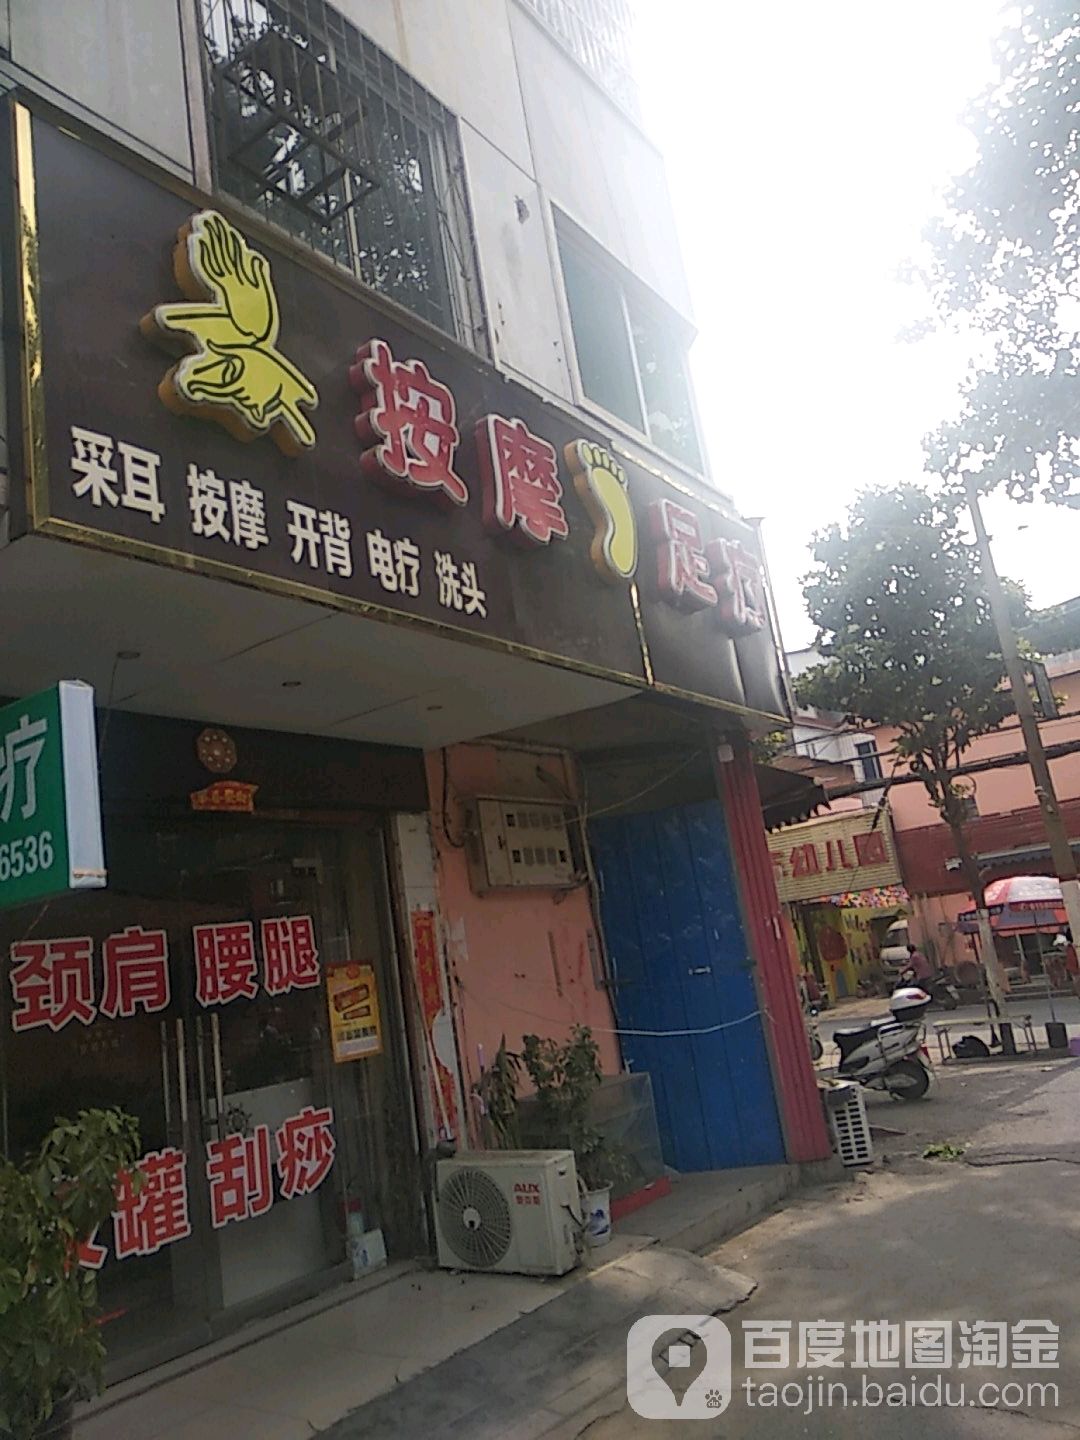 按摩 足疗
采耳 按摩 开背 电疗 洗头
疗
6536
颈肩 腰腿
罐 刮痧
幼儿园
AUX
百度地图淘金
taojin.baidu.com